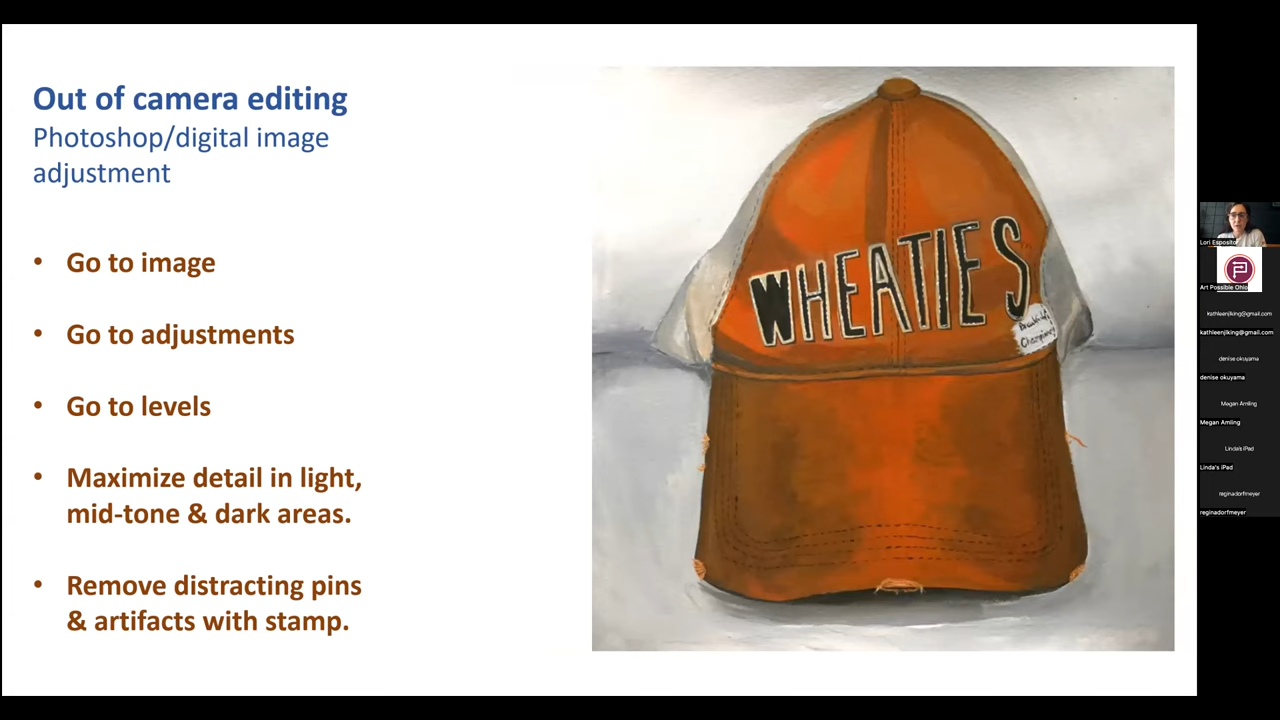 Out of camera editing
Photoshop/digital image
adjustment
• Go to image
• Go to adjustments
• Go to levels
• Maximize detail in light,
mid-tone & dark areas.
• Remove distracting pins
& artifacts with stamp.
WHEATIES
Champions
Lori Esposito
Art Possible Ohio
kathleenjlking@gmail.com
kathleenjlking@gmail.com
denise okuyama
denise okuyama
Megan Amling
Megan Amling
Linda's iPad
Linda's iPad
reginadorfmeyer
reginadorfmeyer